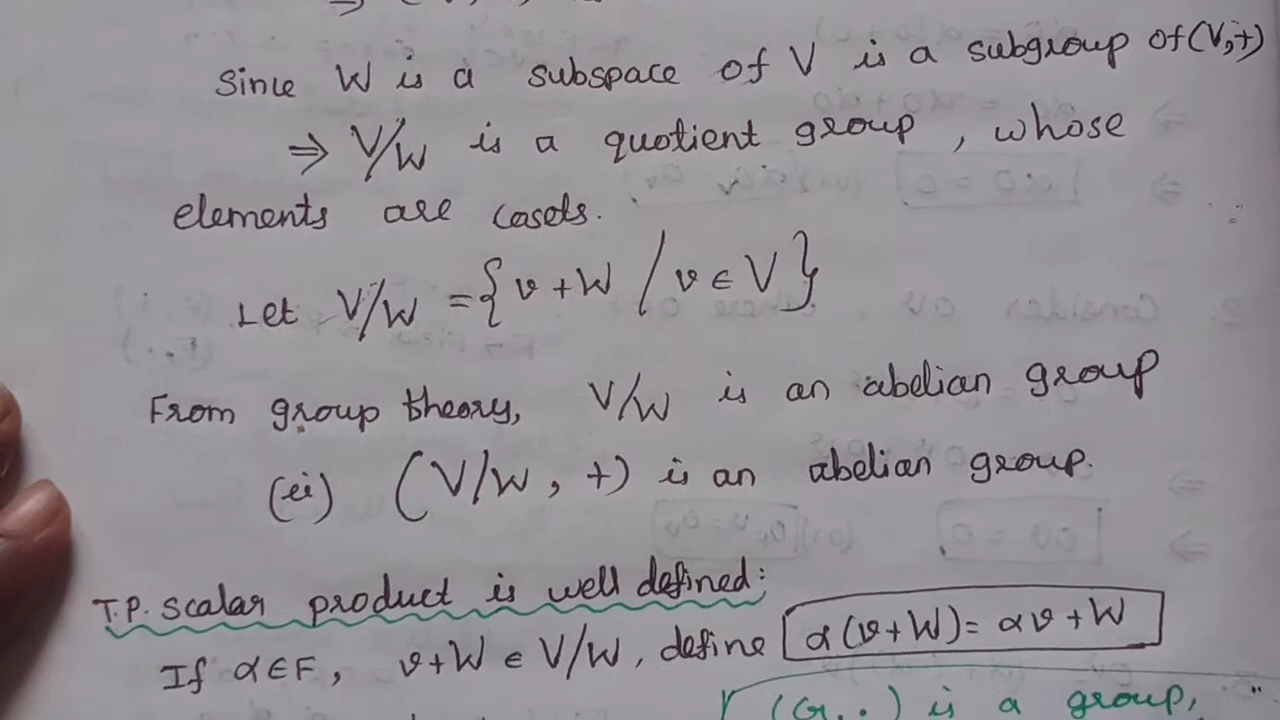 Since W is a subspace of V is a subgroup of (V,+)
⇒ V/W is a quotient group, whose
elements are cosets.
Let V/W = {v+W / v ∈ V}
From group theory, V/W is an abelian group
(ii) (V/W, +) is an abelian group.
T.P. scalar product is well defined:
If α∈F, v+W ∈ V/W, define α(v+W) = αv+W
(G, .) is a group,